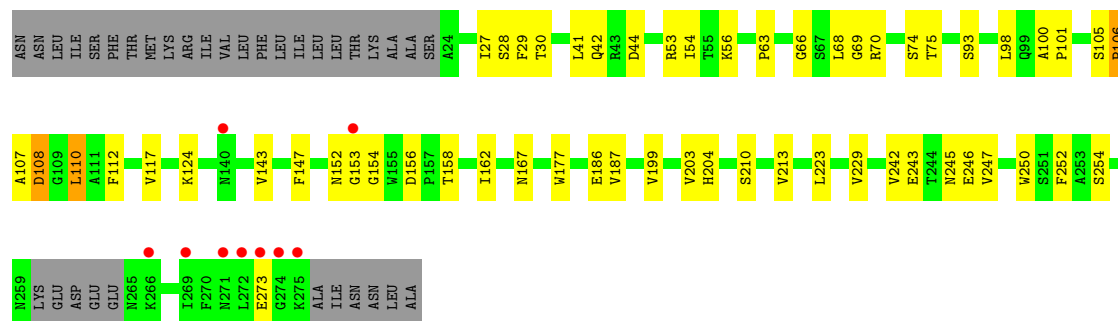 ASN ASN LEU ILE SER PHE THR MET LYS ARG ILE VAL LEU PHE LEU ILE LEU LEU THR LYS ALA ALA SER A24 I27 S28 F29 T30 L41 Q42 R43 D44 R53 I54 T55 K56 P63 G66 S67 L68 G69 R70 S74 T75 S93 L98 Q99 A100 P101 S105
A107 D108 G109 L110 A111 F112 V117 K124 N140 V143 F147 N152 G153 G154 W155 D156 P157 T158 I162 N167 W177 E186 V187 V199 V203 H204 S210 V213 L223 V229 V242 E243 T244 N245 E246 V247 W250 S251 F252 A253 S254
N259 LYS GLU ASP GLU GLU N265 K266 I269 F270 N271 L272 E273 G274 K275 ALA ILE ASN ASN LEU ALA